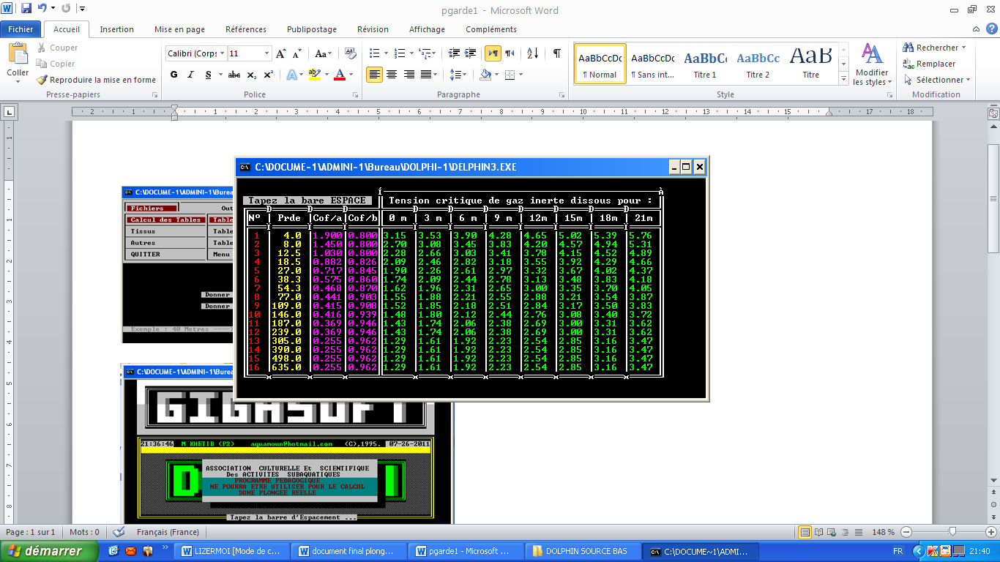 pgarde1 - Microsoft Word
Fichier Accueil Insertion Mise en page Références Publipostage Révision Affichage Compléments
Coller
Couper
Copier
Reproduire la mise en forme
Presse-papiers
Calibri (Corps 11
Police
Paragraphe
AaBbCcDc AaBbCcDc AaBbCc AaBbCc AaB
¶ Normal ¶ Sans int... Titre 1 Titre 2 Titre
Modifier les styles
Style
Rechercher
Remplacer
Sélectionner
Modification
2 1 1 2 3 4 5 6 7 8 9 10 11 12 13 14 15 17 18
C:\DOCUME~1\ADMINI~1\Bureau\DOLPHI~1\DELPHIN3.EXE
Tapez la bare ESPACE Tension critique de gaz inerte dissous pour :
Nº Prde Cof/a Cof/b 0 m 3 m 6 m 9 m 12m 15m 18m 21m
1 4.0 1.900 0.800 3.15 3.53 3.90 4.28 4.65 5.02 5.39 5.76
2 8.0 1.450 0.800 2.70 3.08 3.45 3.83 4.20 4.57 4.94 5.31
3 12.5 1.030 0.800 2.28 2.66 3.03 3.41 3.78 4.15 4.52 4.89
4 18.5 0.882 0.826 2.09 2.46 2.82 3.18 3.55 3.92 4.29 4.66
5 27.0 0.717 0.845 1.90 2.26 2.61 2.97 3.32 3.67 4.02 4.37
6 38.3 0.575 0.860 1.74 2.09 2.44 2.78 3.13 3.48 3.83 4.18
7 54.3 0.468 0.870 1.62 1.96 2.31 2.65 3.00 3.35 3.70 4.05
8 77.0 0.441 0.903 1.55 1.88 2.21 2.55 2.88 3.21 3.54 3.87
9 109.0 0.415 0.908 1.52 1.85 2.18 2.51 2.84 3.17 3.50 3.83
10 146.0 0.416 0.939 1.48 1.80 2.12 2.44 2.76 3.08 3.40 3.72
11 187.0 0.369 0.946 1.43 1.74 2.06 2.38 2.69 3.00 3.31 3.62
12 239.0 0.369 0.946 1.43 1.74 2.06 2.38 2.69 3.00 3.31 3.62
13 305.0 0.255 0.962 1.29 1.61 1.92 2.23 2.54 2.85 3.16 3.47
14 390.0 0.255 0.962 1.29 1.61 1.92 2.23 2.54 2.85 3.16 3.47
15 498.0 0.255 0.962 1.29 1.61 1.92 2.23 2.54 2.85 3.16 3.47
16 635.0 0.255 0.962 1.29 1.61 1.92 2.23 2.54 2.85 3.16 3.47
C:\DOCUME~1\ADMINI~1\Burea
Fichiers Out
Calcul des Tables Table
Tissus Table
Autres Table
QUITTER Menu
Donner
Donner
Exemple : 40 Metres ---->
C:\DOCUME~1\ADMINI~1\Burea
GIGASOFT
21:36:46 M'KHETIB <P2> aquamoun@hotmail.com (C),1995. 07-26-2011
ASSOCIATION CULTURELLE Et SCIENTIFIQUE
Des ACTIVITES SUBAQUATIQUES
PROGRAMME PEDAGOGIQUE
NE POURRA ETRE UTILISER POUR LE CALCUL
DUNE PLONGEE REELLE
Tapez la barre d'Espacement ...
Page : 1 sur 1 Mots : 0 Français (France) 148 %
démarrer LIZERMOI [Mode de c... document final plong... pgarde1 - Microsoft ... DOLPHIN SOURCE BAS C:\DOCUME~1\ADMI... FR 21:40